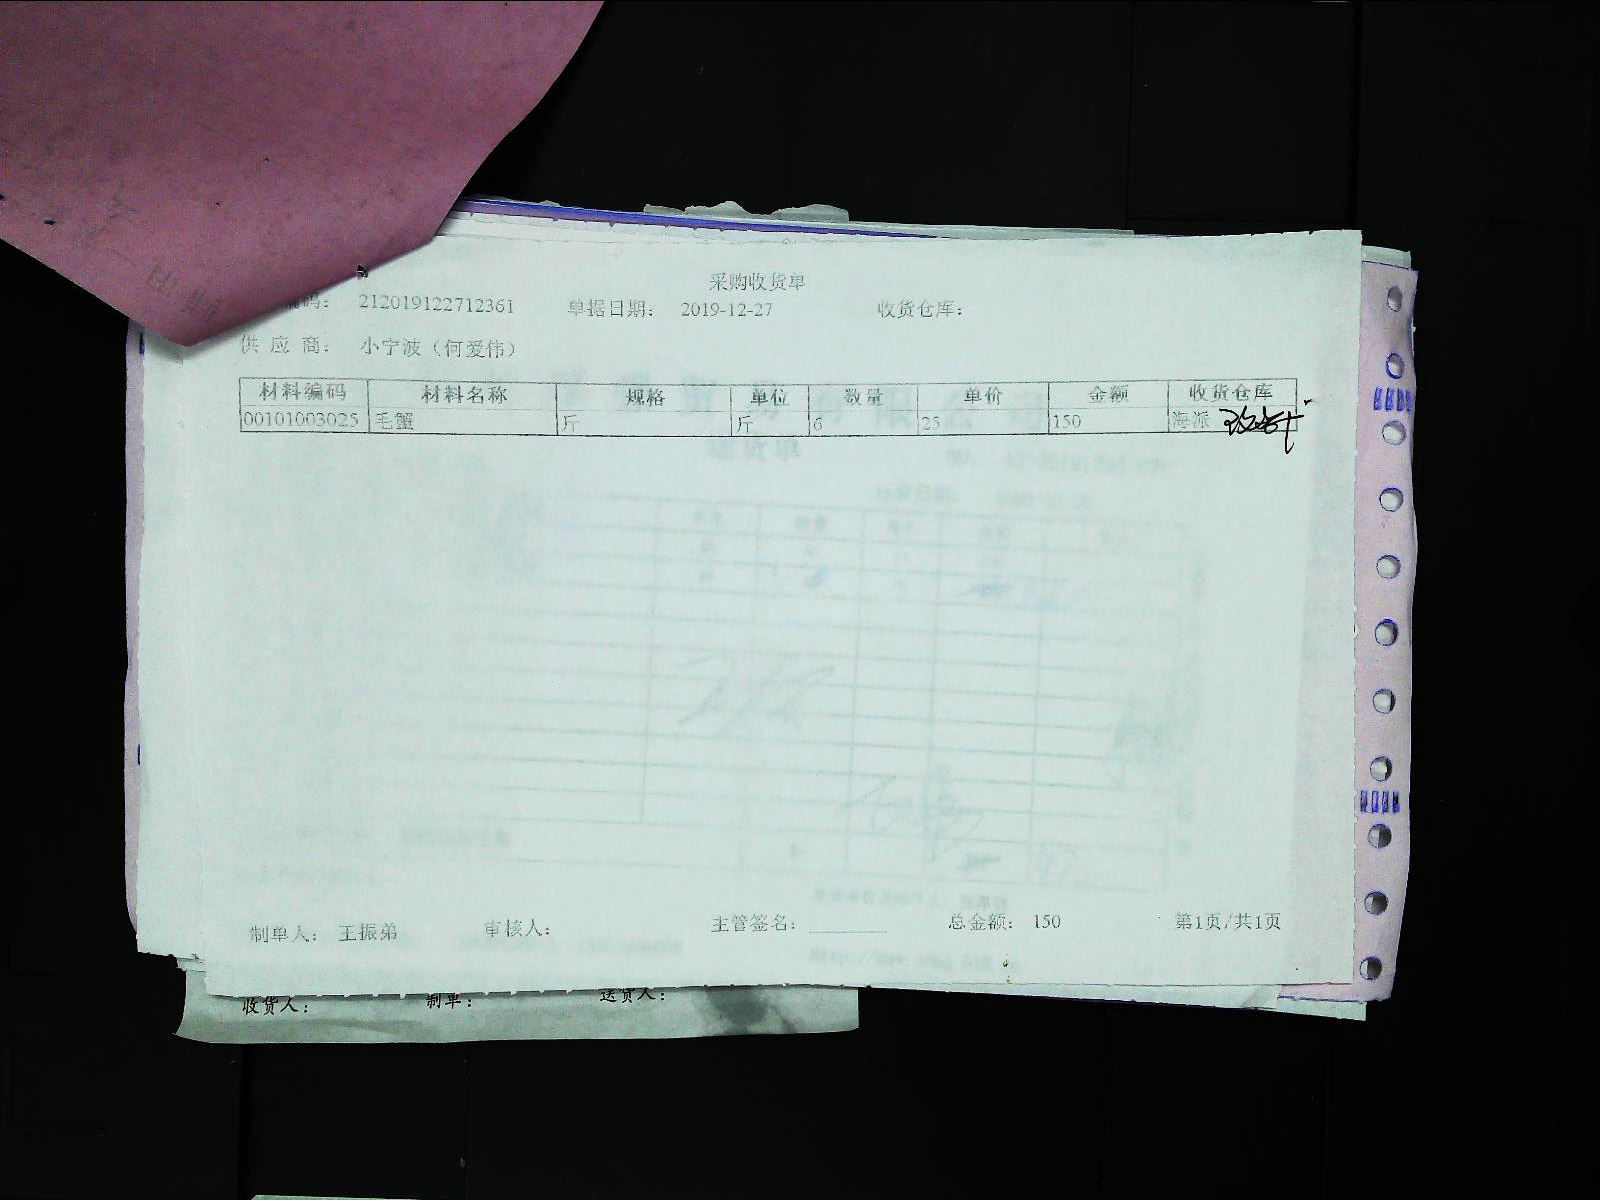 采购收货单
编码： 212019122712361 单据日期： 2019-12-27 收货仓库：
供 应 商： 小宁波（何爱伟）
材料编码 材料名称 规格 单位 数量 单价 金额 收货仓库
00101003025 毛蟹 斤 斤 6 25 150 海派
制单人： 王振弟 审核人： 主管签名： 总金额： 150 第1页/共1页
收货人： 制单： 送货人：